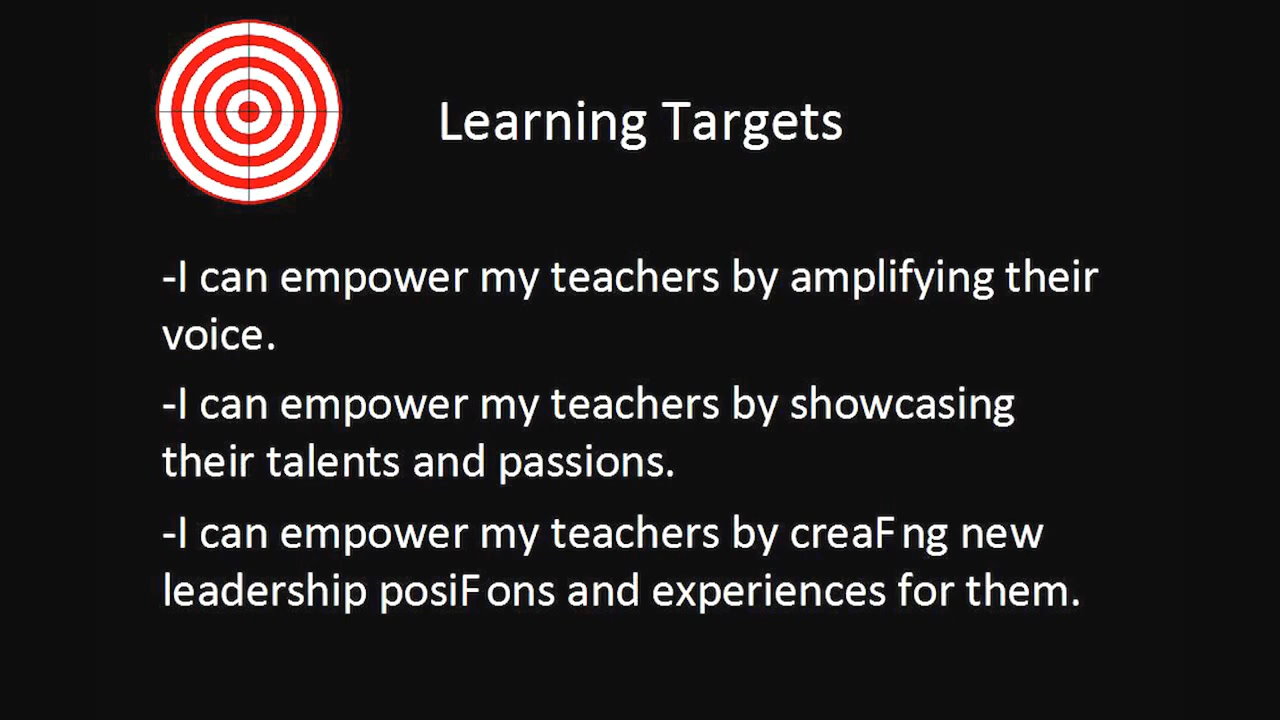 Learning Targets
-I can empower my teachers by amplifying their
voice.
-I can empower my teachers by showcasing
their talents and passions.
-I can empower my teachers by creaFng new
leadership posiFons and experiences for them.